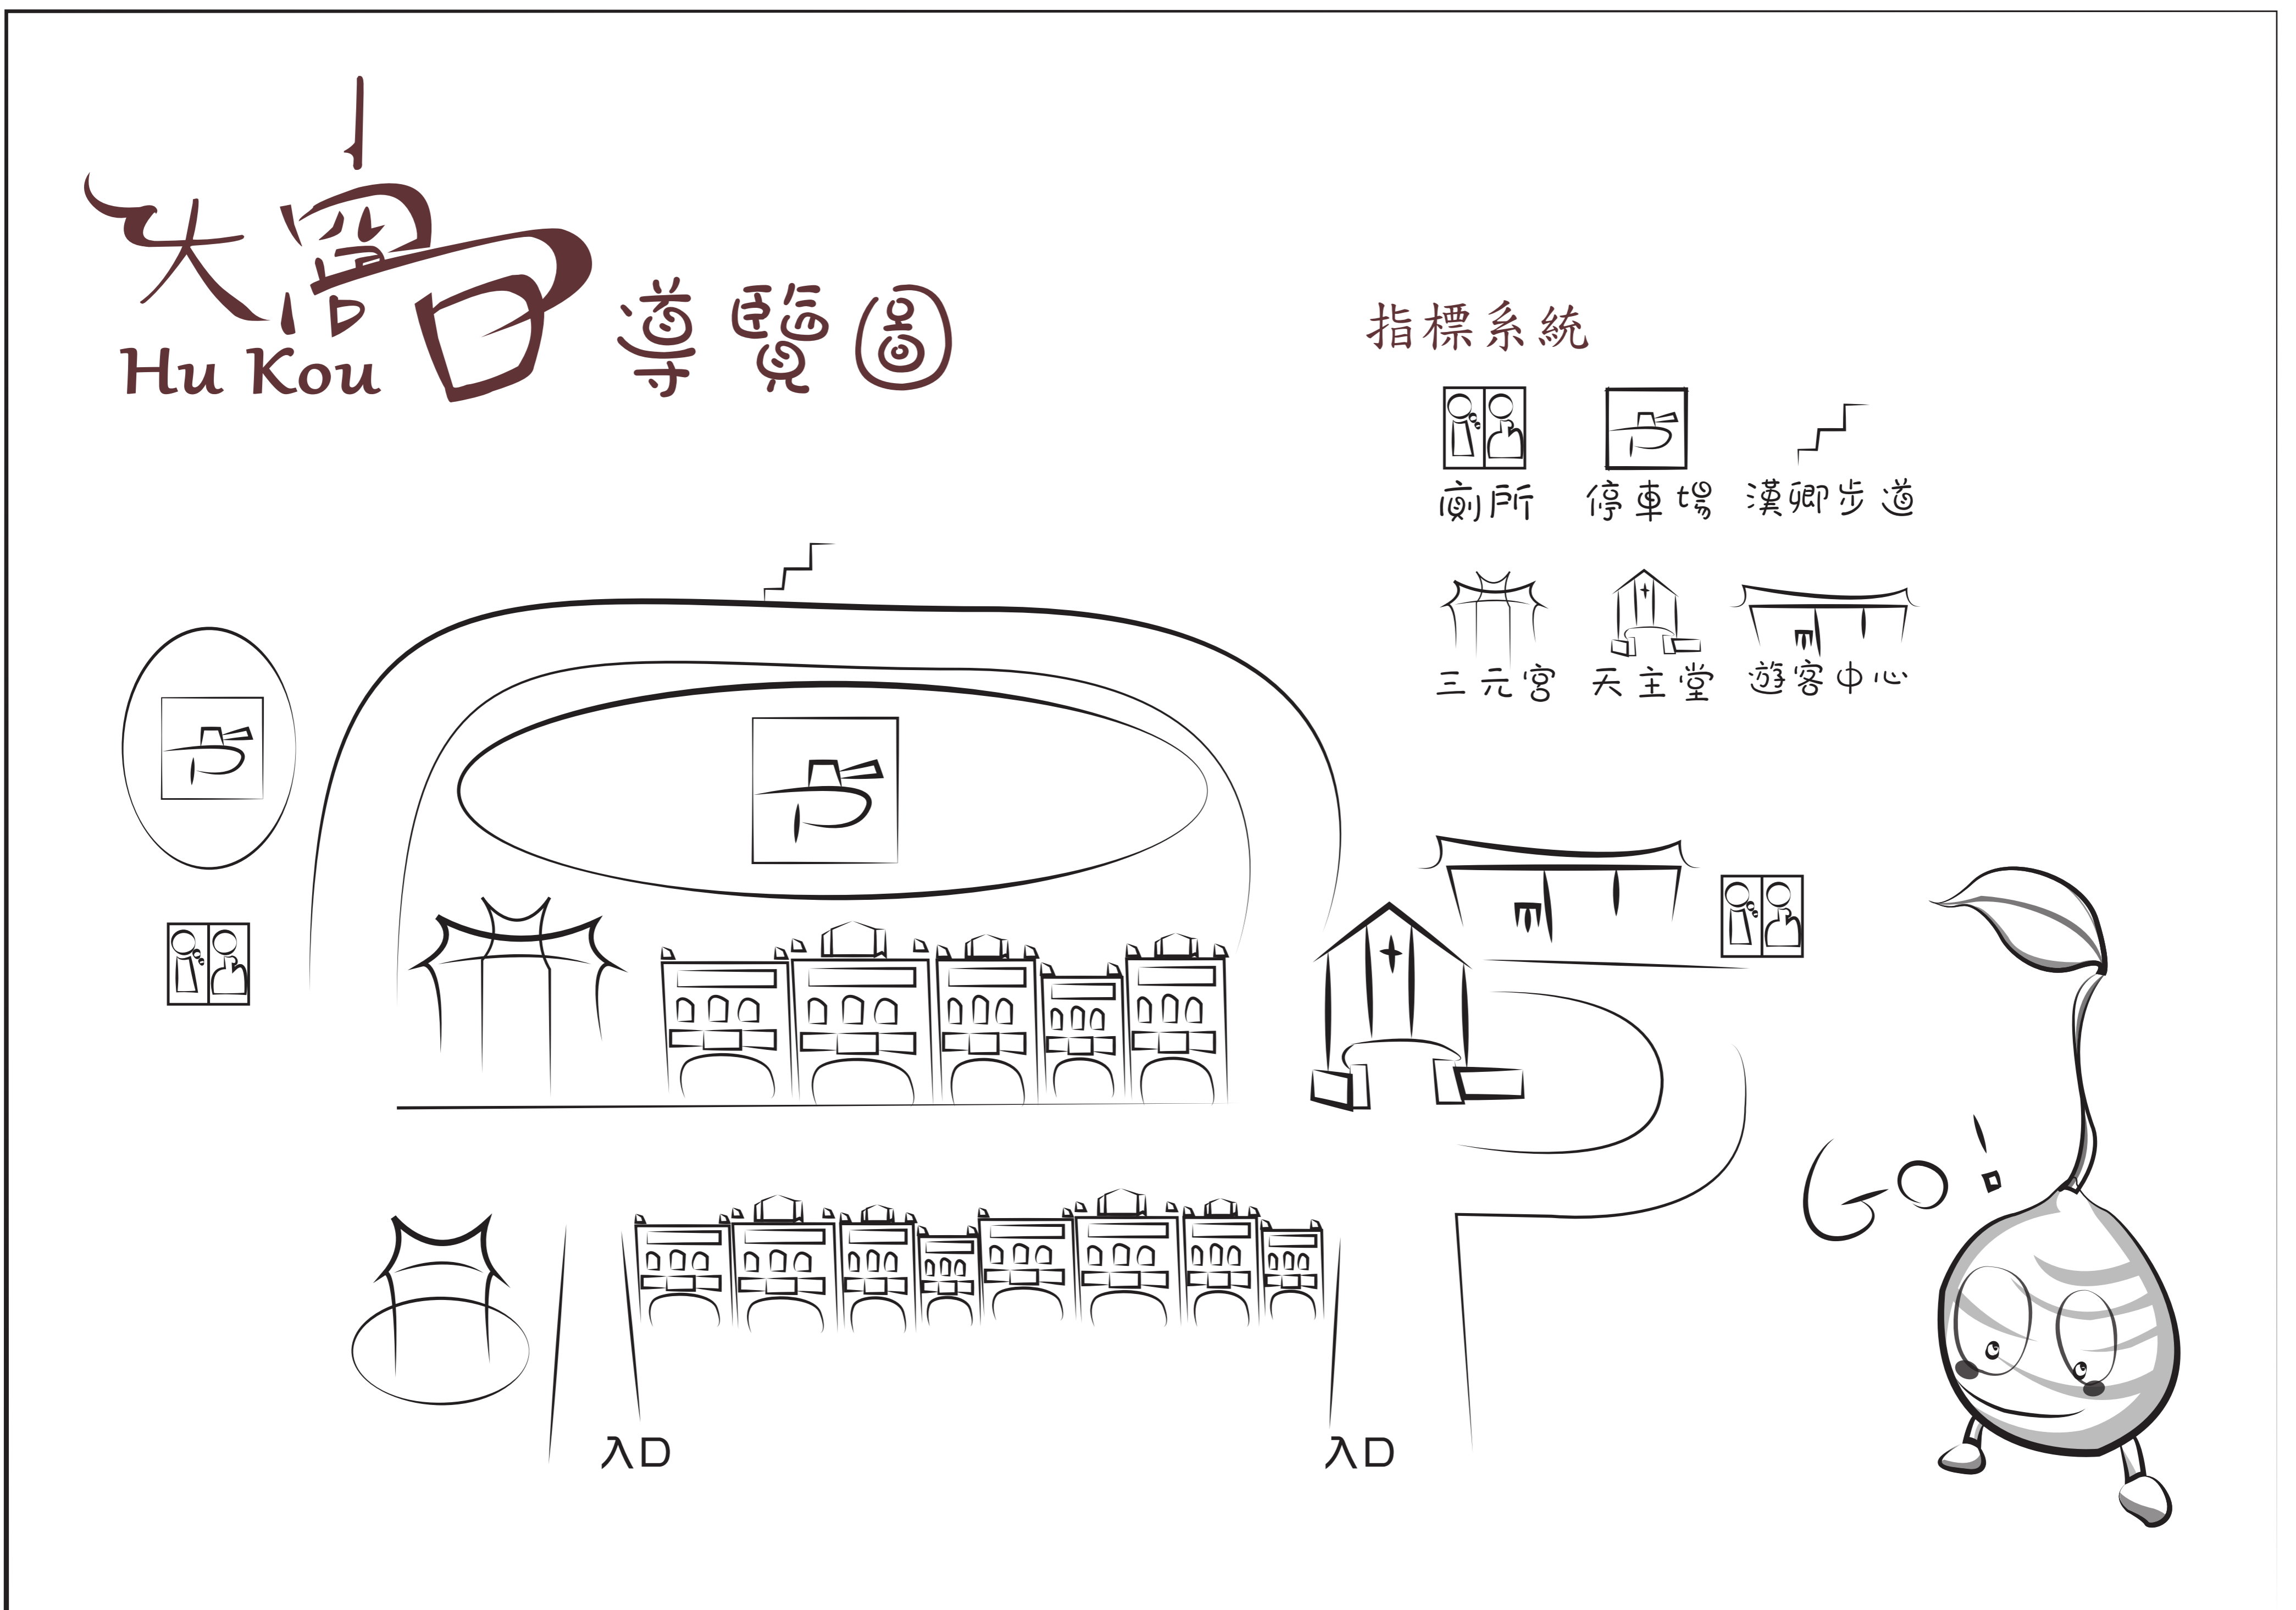 大窩口
Hu Kou
導覽圖
指標系統
廁所 停車場 漢卿步道
三元宮 天主堂 遊客中心
Go!
入口 入口